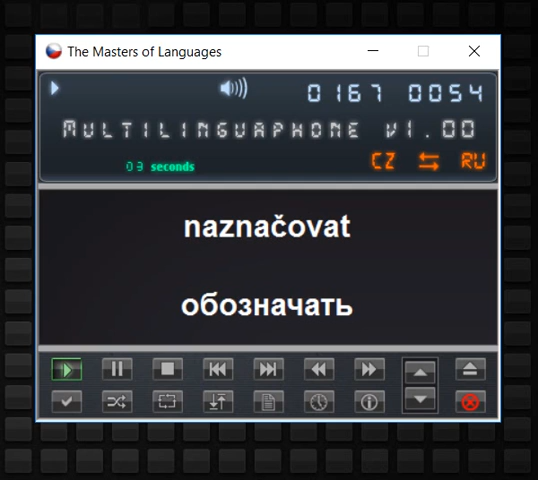 The Masters of Languages
0167 0054
MULTILINGUAPHONE V1.00
03 seconds
CZ RU
naznačovat
обозначать